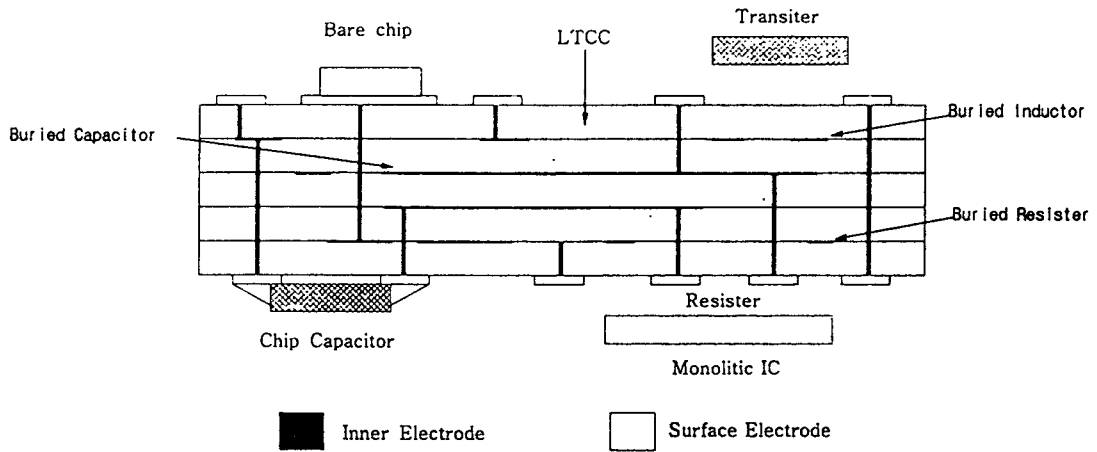 Transiter
Bare chip
LTCC
Buried Capacitor
Buried Inductor
Buried Resister
Resister
Chip Capacitor
Monolitic IC
Inner Electrode
Surface Electrode